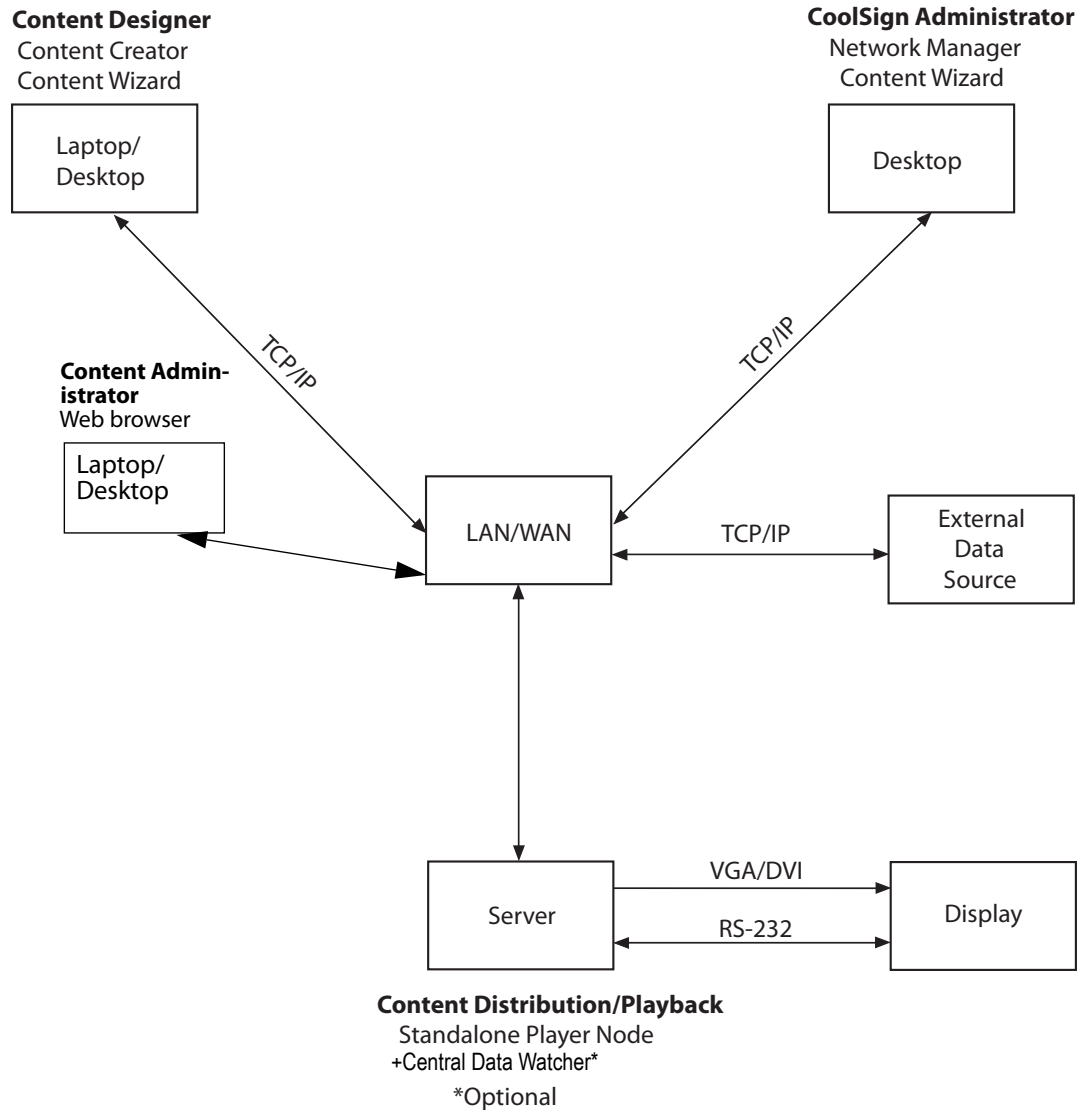 Content Designer
Content Creator
Content Wizard
Laptop/
Desktop
CoolSign Administrator
Network Manager
Content Wizard
Desktop
TCP/IP
TCP/IP
Content Admin-
istrator
Web browser
Laptop/
Desktop
LAN/WAN
TCP/IP
External
Data
Source
Server
VGA/DVI
RS-232
Display
Content Distribution/Playback
Standalone Player Node
+Central Data Watcher*
*Optional